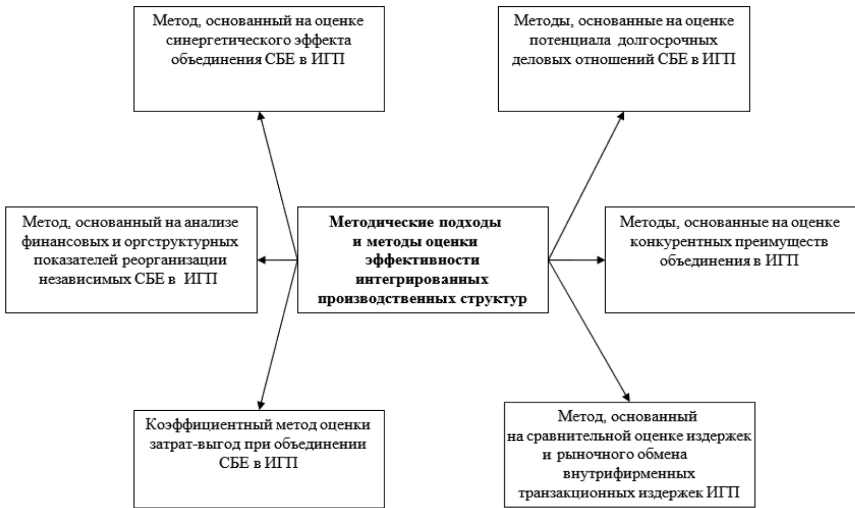 Метод, основанный на оценке
синергетического эффекта
объединения СБЕ в ИГП
Методы, основанные на оценке
потенциала долгосрочных
деловых отношений СБЕ в ИГП
Метод, основанный на анализе
финансовых и оргструктурных
показателей реорганизации
независимых СБЕ в ИГП
Методические подходы
и методы оценки
эффективности
интегрированных
производственных структур
Методы, основанные на оценке
конкурентных преимуществ
объединения в ИГП
Коэффициентный метод оценки
затрат-выгод при объединении
СБЕ в ИГП
Метод, основанный
на сравнительной оценке издержек
и рыночного обмена
внутрифирменных
транзакционных издержек ИГП